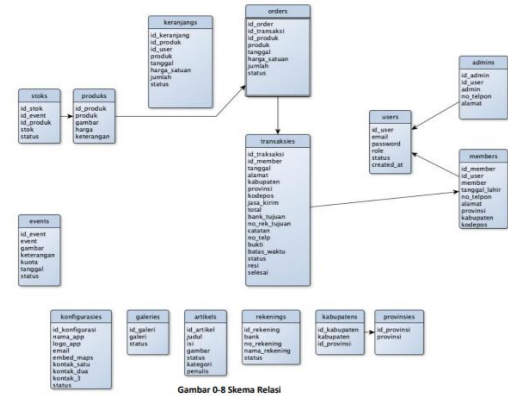 keranjangs
id_keranjang
id_produk
id_user
produk
tanggal
harga_satuan
jumlah
status
orders
id_order
id_transaksi
id_produk
produk
tanggal
harga_satuan
jumlah
status
stoks
id_stok
id_event
id_produk
stok
status
produks
id_produk
produk
gambar
harga
keterangan
admins
id_admin
id_user
admin
no_telpon
alamat
users
id_user
email
password
role
status
created_at
transaksies
id_traksaksi
id_member
tanggal
alamat
kabupaten
provinsi
kodepos
jasa_kirim
total
bank_tujuan
no_rek_tujuan
catatan
no_telp
bukti
batas_waktu
status
resi
selesai
members
id_member
id_user
member
tanggal_lahir
no_telpon
alamat
provinsi
kabupaten
kodepos
events
id_event
event
gambar
keterangan
kuota
tanggal
status
konfigurasies
id_konfigurasi
nama_app
logo_app
email
embed_maps
kontak_satu
kontak_dua
kontak_3
status
galeries
id_galeri
galeri
status
artikels
id_artikel
judul
isi
gambar
status
kategori
penulis
rekenings
id_rekening
bank
no_rekening
nama_rekening
status
kabupatens
id_kabupaten
kabupaten
id_provinsi
provinsies
id_provinsi
provinsi
Gambar 0-8 Skema Relasi